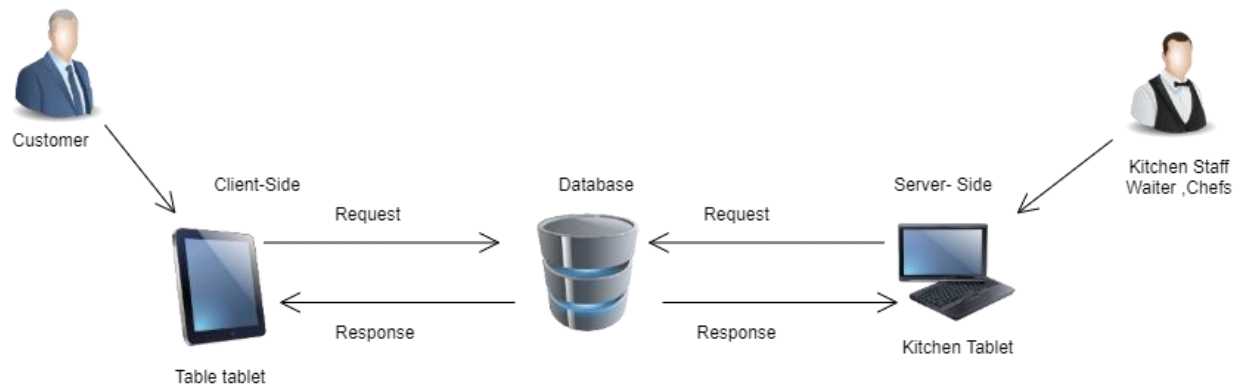 Customer
Kitchen Staff
Waiter ,Chefs
Client-Side
Database
Server- Side
Request
Request
Response
Response
Kitchen Tablet
Table tablet